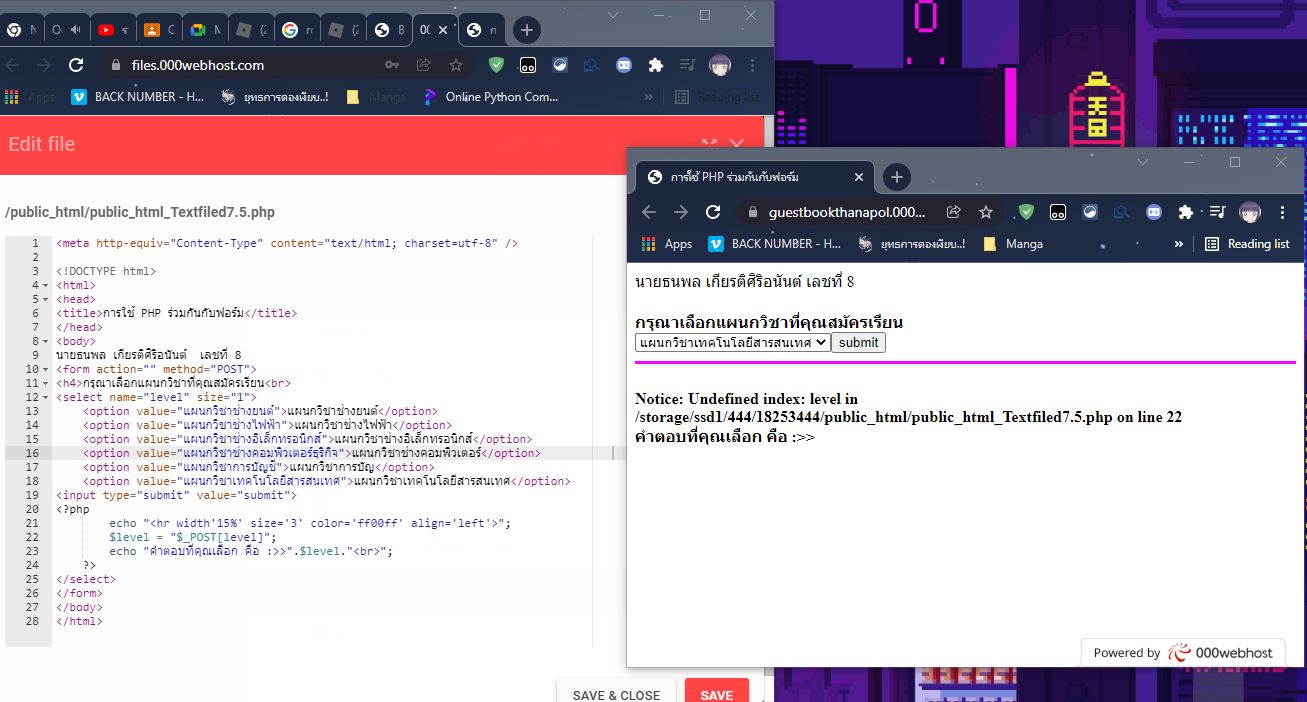 files.000webhost.com
Apps
BACK NUMBER - H...
ยุทธการดองเงียบ..!
Manga
Online Python Com...
»
Reading list
Edit file
/public_html/public_html_Textfiled7.5.php
1 <meta http-equiv="Content-Type" content="text/html; charset=utf-8" />
2
3 <!DOCTYPE html>
4 <html>
5 <head>
6 <title>การใช้ PHP ร่วมกันกับฟอร์ม</title>
7 </head>
8 <body>
9 นายธนพล เกียรติศิริอนันต์ เลขที่ 8
10 <form action="" method="POST">
11 <h4>กรุณาเลือกแผนกวิชาที่คุณสมัครเรียน<br>
12 <select name="level" size="1">
13 <option value="แผนกวิชาช่างยนต์">แผนกวิชาช่างยนต์</option>
14 <option value="แผนกวิชาช่างไฟฟ้า">แผนกวิชาช่างไฟฟ้า</option>
15 <option value="แผนกวิชาช่างอิเล็กทรอนิกส์">แผนกวิชาช่างอิเล็กทรอนิกส์</option>
16 <option value="แผนกวิชาช่างคอมพิวเตอร์ธุรกิจ">แผนกวิชาช่างคอมพิวเตอร์</option>
17 <option value="แผนกวิชาการบัญชี">แผนกวิชาการบัญ</option>
18 <option value="แผนกวิชาเทคโนโลยีสารสนเทศ">แผนกวิชาเทคโนโลยีสารสนเทศ</option>
19 <input type="submit" value="submit">
20 <?php
21 echo "<hr width'15%' size='3' color='ff00ff' align='left'>";
22 $level = "$_POST[level]";
23 echo "คำตอบที่คุณเลือก คือ :>>".$level."<br>";
24 ?>
25 </select>
26 </form>
27 </body>
28 </html>
SAVE & CLOSE
SAVE
การใช้ PHP ร่วมกันกับฟอร์ม
guestbookthanapol.000...
Apps
BACK NUMBER - H...
ยุทธการดองเงียบ..!
Manga
»
Reading list
นายธนพล เกียรติศิริอนันต์ เลขที่ 8
กรุณาเลือกแผนกวิชาที่คุณสมัครเรียน
แผนกวิชาเทคโนโลยีสารสนเทศ
submit
Notice: Undefined index: level in
/storage/ssd1/444/18253444/public_html/public_html_Textfiled7.5.php on line 22
คำตอบที่คุณเลือก คือ :>>
Powered by 000webhost